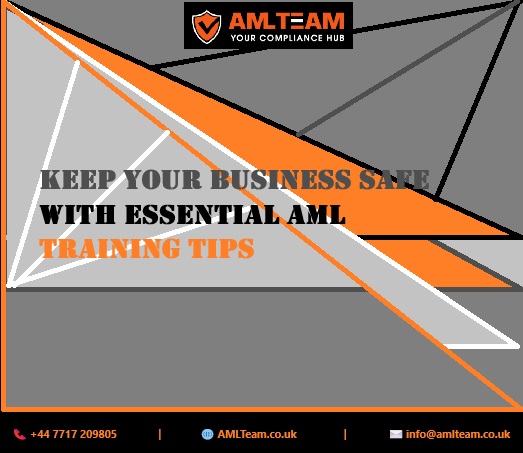 AMLTEAM
YOUR COMPLIANCE HUB
KEEP YOUR BUSINESS SAFE
WITH ESSENTIAL AML
TRAINING TIPS
+44 7717 209805 | AMLTeam.co.uk | info@amlteam.co.uk